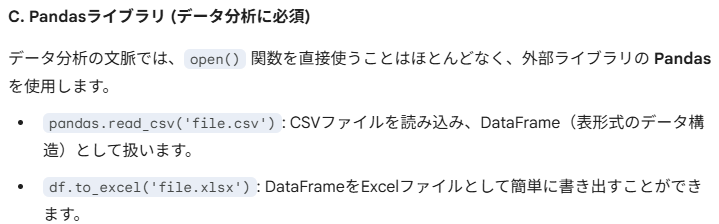 C. Pandasライブラリ (データ分析に必須)
データ分析の文脈では、open() 関数を直接使うことはほとんどなく、外部ライブラリの Pandas
を使用します。
• pandas.read_csv('file.csv'): CSVファイルを読み込み、DataFrame（表形式のデータ構
造）として扱います。
• df.to_excel('file.xlsx'): DataFrameをExcelファイルとして簡単に書き出すことができ
ます。